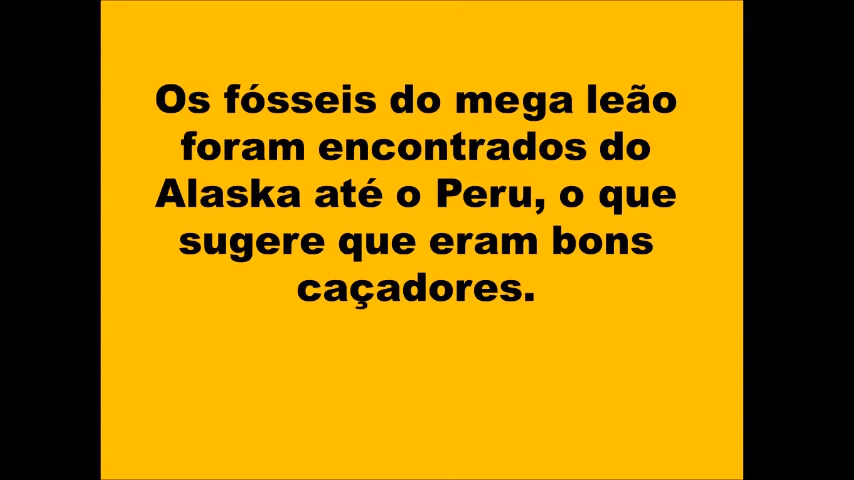 Os fósseis do mega leão
foram encontrados do
Alaska até o Peru, o que
sugere que eram bons
caçadores.